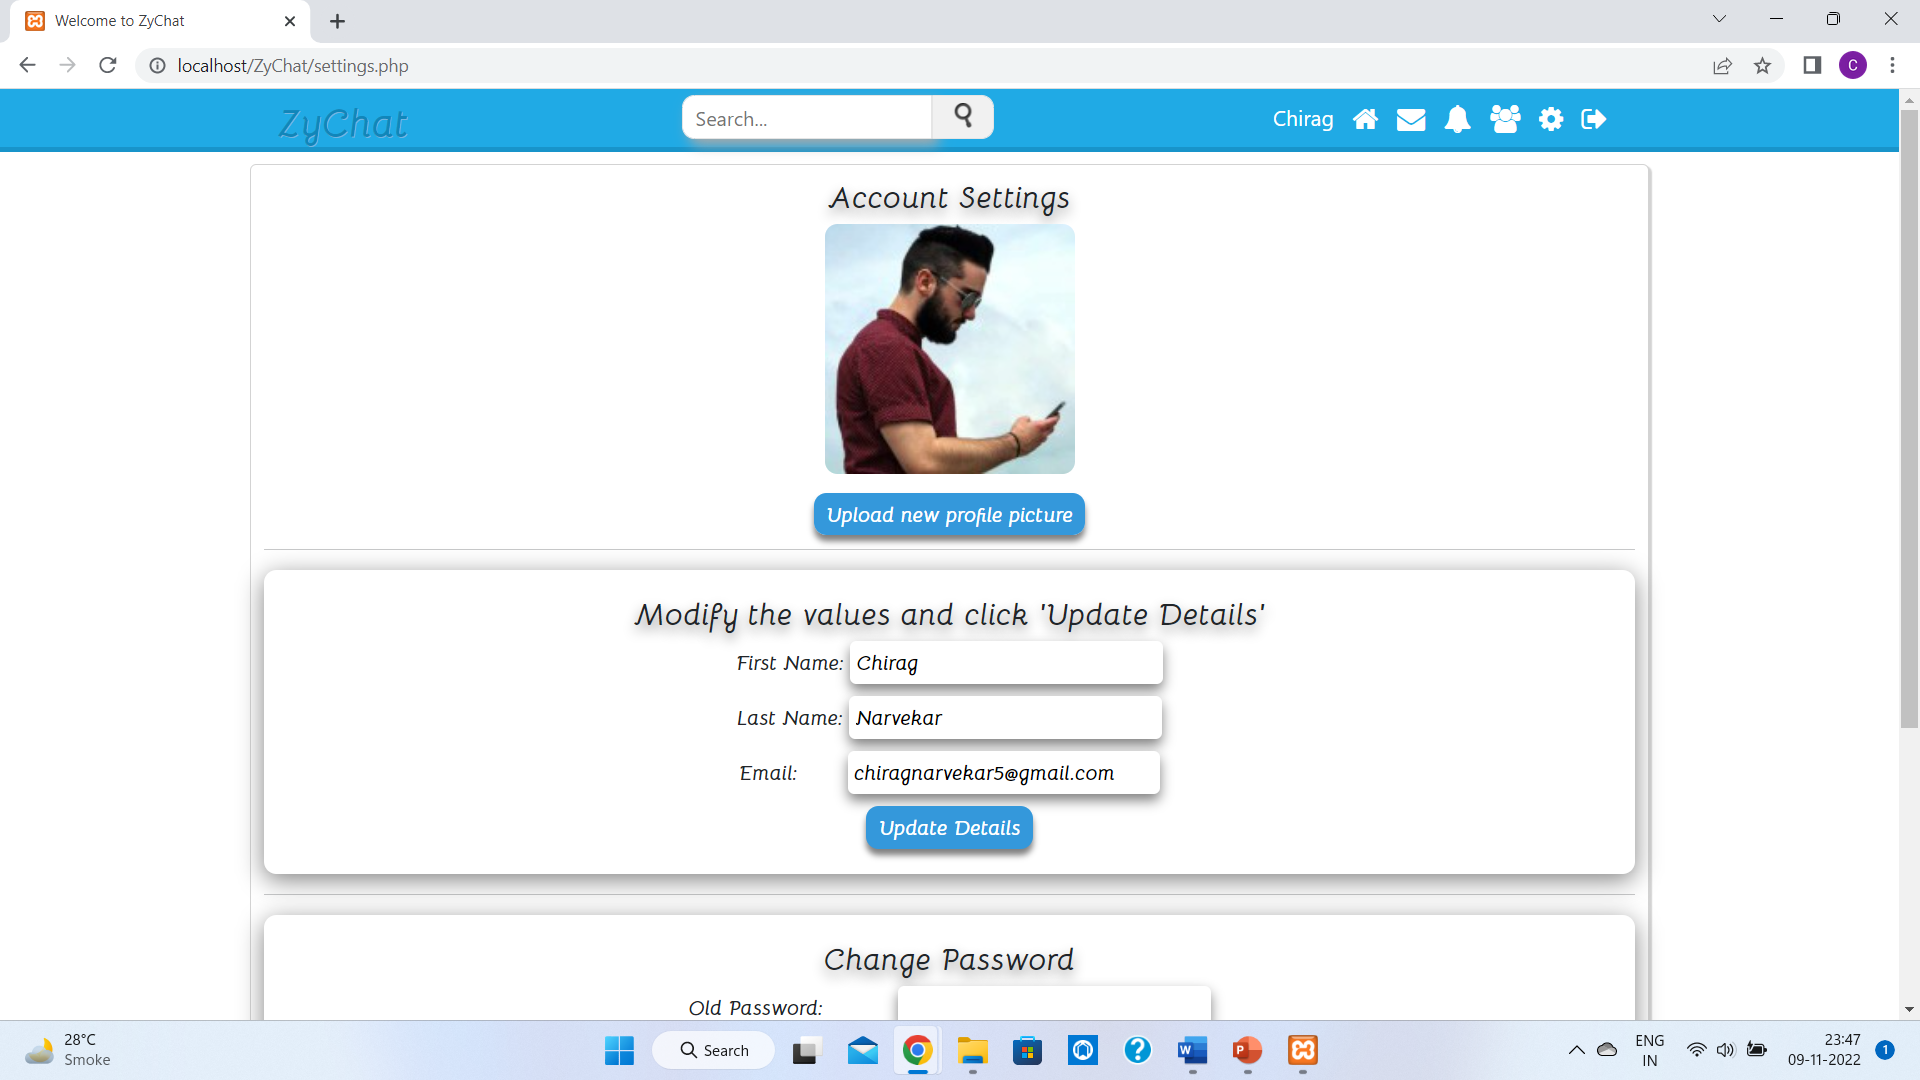 Welcome to ZyChat
localhost/ZyChat/settings.php
C
ZyChat
Search...
Chirag
Account Settings
Upload new profile picture
Modify the values and click 'Update Details'
First Name: Chirag
Last Name: Narvekar
Email: chiragnarvekar5@gmail.com
Update Details
Change Password
Old Password:
28°C
Smoke
Search
W
P
ENG
IN
23:47
09-11-2022
1